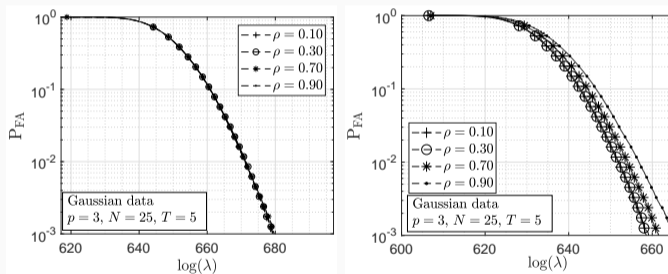 10^0
10^-1
10^-2
10^-3
P_FA
620 640 660 680
log(λ)
ρ = 0.10
ρ = 0.30
ρ = 0.70
ρ = 0.90
Gaussian data
p = 3, N = 25, T = 5
10^0
10^-1
10^-2
10^-3
P_FA
600 620 640 660
log(λ)
ρ = 0.10
ρ = 0.30
ρ = 0.70
ρ = 0.90
Gaussian data
p = 3, N = 25, T = 5